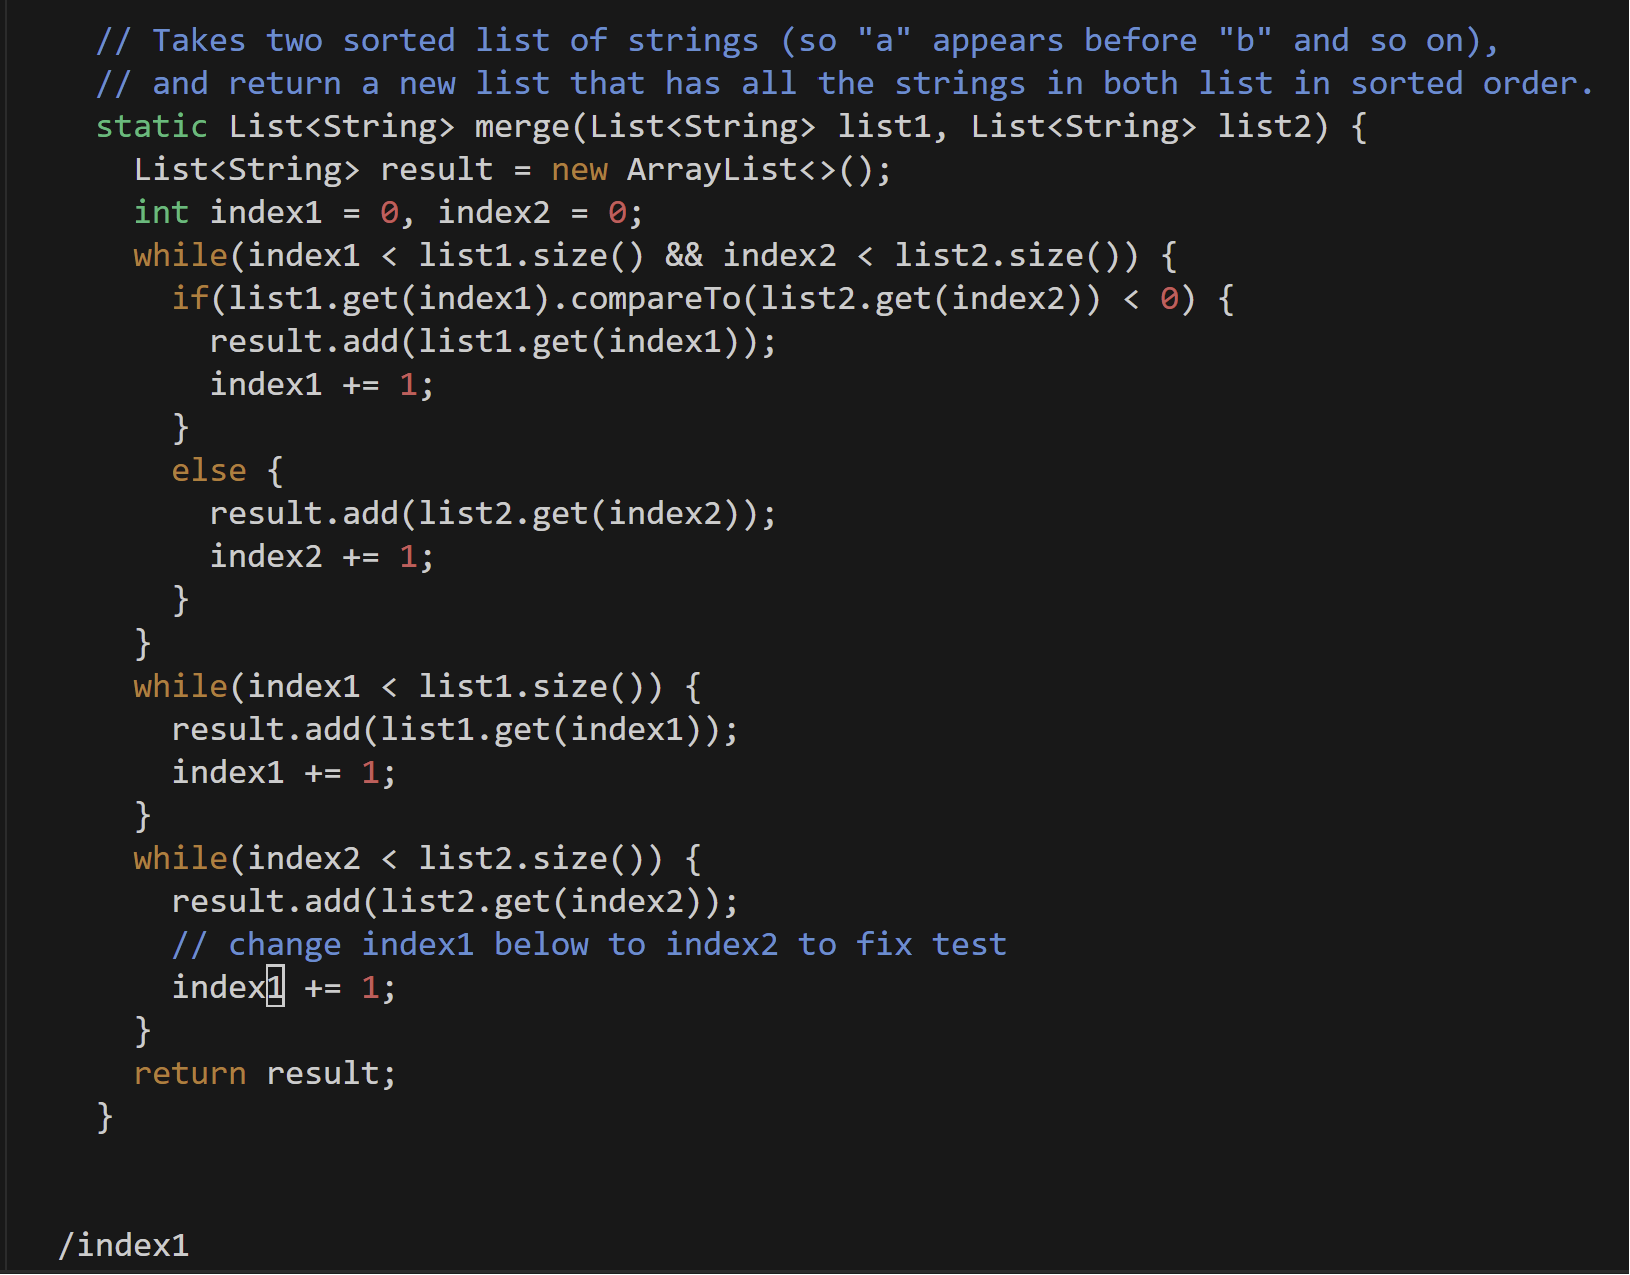 // Takes two sorted list of strings (so "a" appears before "b" and so on),
// and return a new list that has all the strings in both list in sorted order.
static List<String> merge(List<String> list1, List<String> list2) {
  List<String> result = new ArrayList<>();
  int index1 = 0, index2 = 0;
  while(index1 < list1.size() && index2 < list2.size()) {
    if(list1.get(index1).compareTo(list2.get(index2)) < 0) {
      result.add(list1.get(index1));
      index1 += 1;
    }
    else {
      result.add(list2.get(index2));
      index2 += 1;
    }
  }
  while(index1 < list1.size()) {
    result.add(list1.get(index1));
    index1 += 1;
  }
  while(index2 < list2.size()) {
    result.add(list2.get(index2));
    // change index1 below to index2 to fix test
    index1 += 1;
  }
  return result;
}
/index1